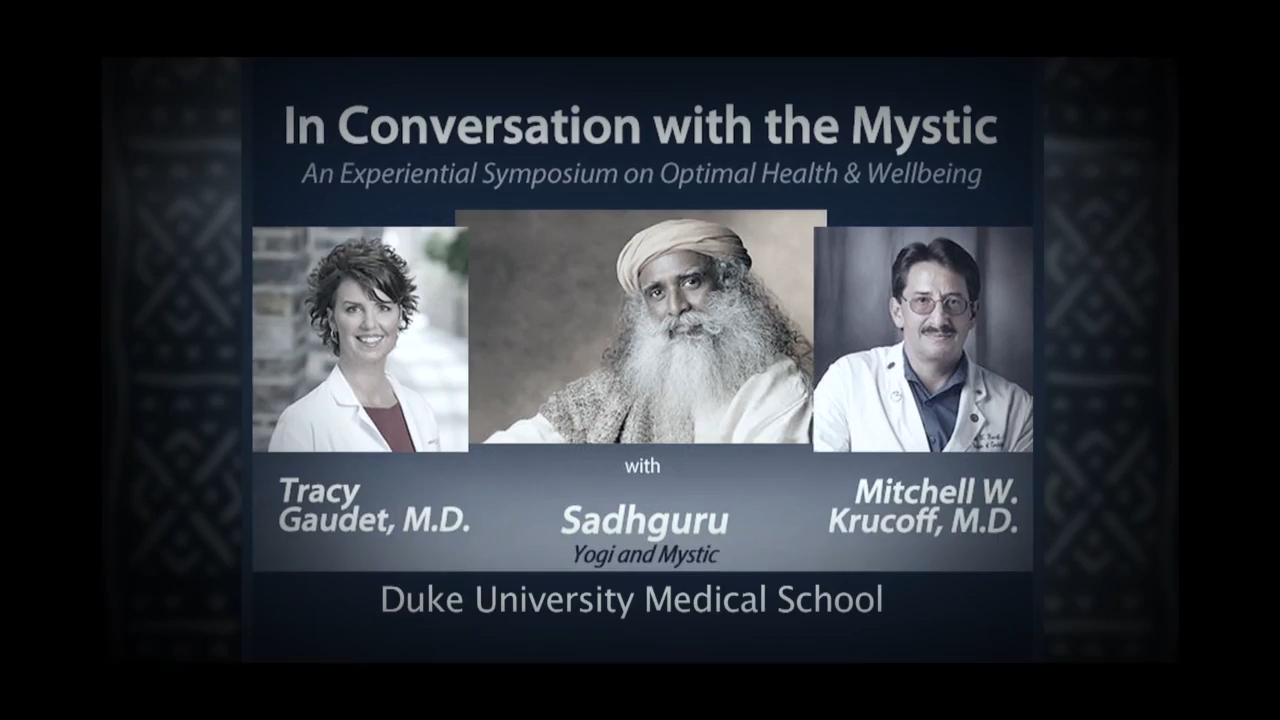 In Conversation with the Mystic
An Experiential Symposium on Optimal Health & Wellbeing
Tracy
Gaudet, M.D.
with
Sadhguru
Yogi and Mystic
Mitchell W.
Krucoff, M.D.
Duke University Medical School